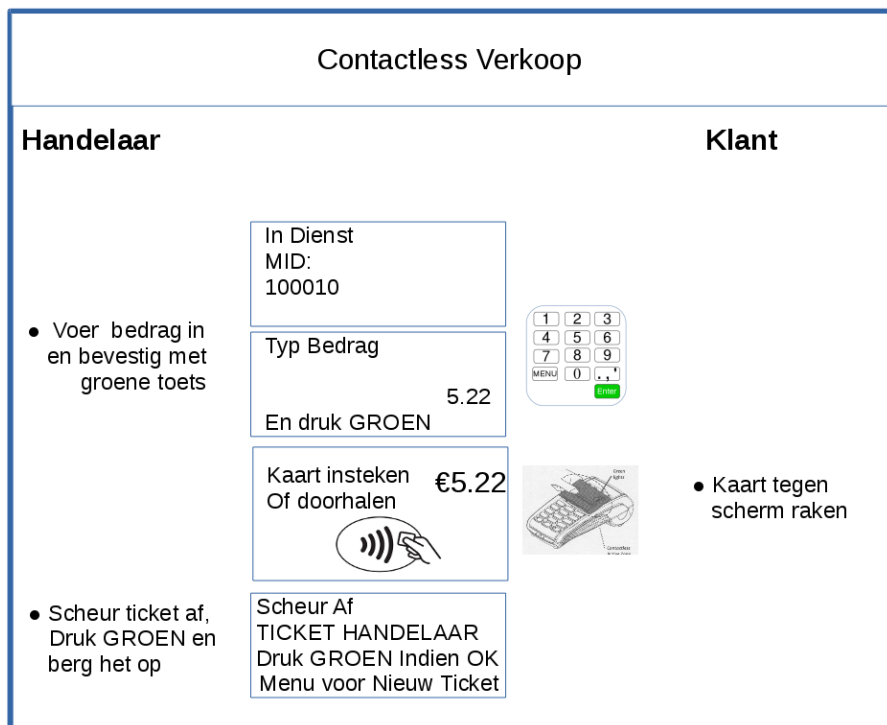 Contactless Verkoop
Handelaar
Klant
In Dienst
MID:
100010
● Voer bedrag in
en bevestig met
groene toets
Typ Bedrag
5.22
En druk GROEN
1 2 3
4 5 6
7 8 9
MENU 0 . , '
Enter
Kaart insteken
Of doorhalen
€5.22
Green
lights
Contactless
● Kaart tegen
scherm raken
● Scheur ticket af,
Druk GROEN en
berg het op
Scheur Af
TICKET HANDELAAR
Druk GROEN Indien OK
Menu voor Nieuw Ticket